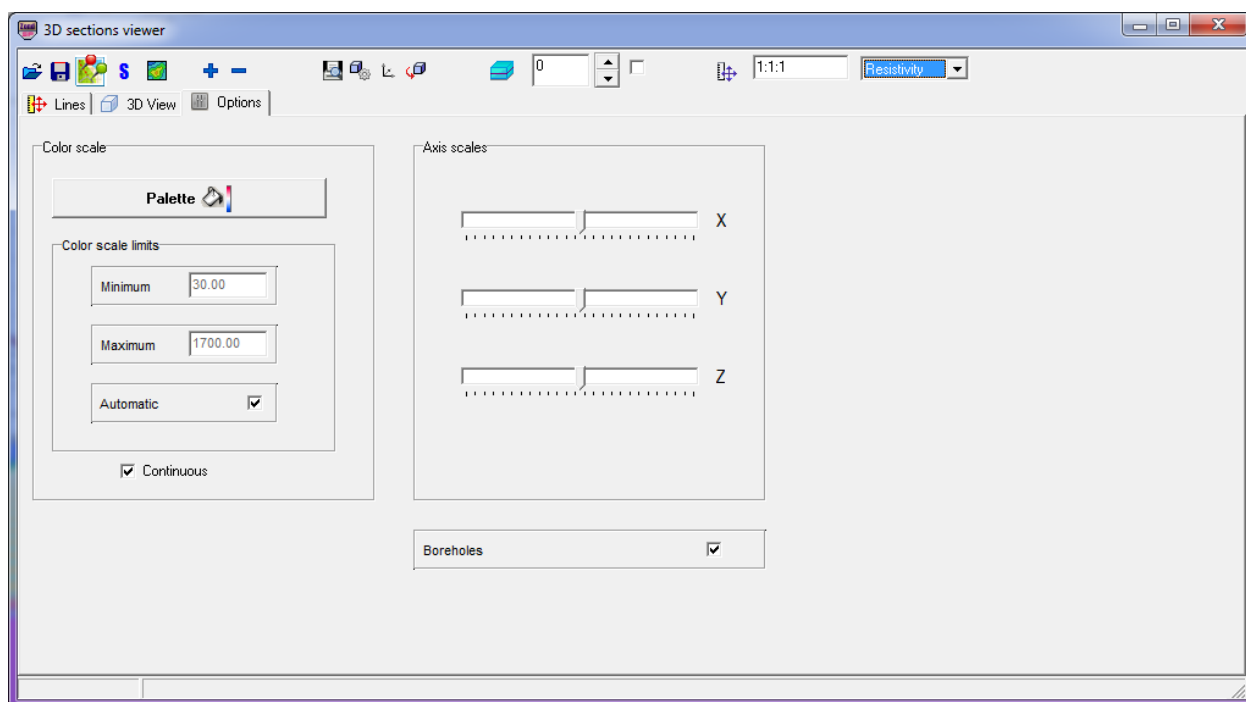 3D sections viewer
S 0 1:1:1 Resistivity
Lines 3D View Options
Color scale
Palette
Color scale limits
Minimum 30.00
Maximum 1700.00
Automatic
Continuous
Axis scales
X
Y
Z
Boreholes